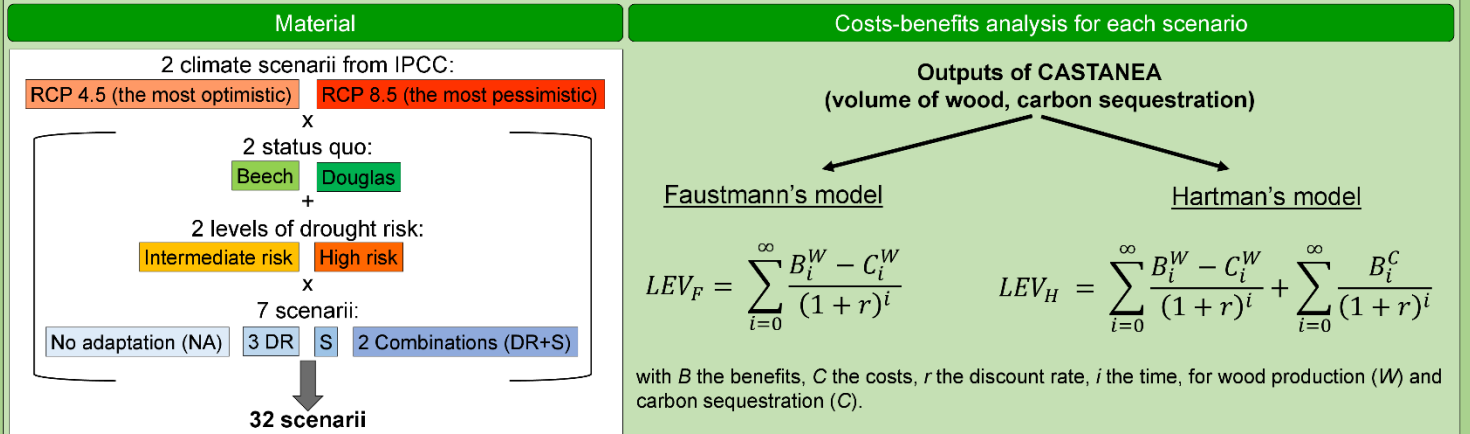 Material
2 climate scenarii from IPCC:
RCP 4.5 (the most optimistic) RCP 8.5 (the most pessimistic)
x
2 status quo:
Beech Douglas
+
2 levels of drought risk:
Intermediate risk High risk
x
7 scenarii:
No adaptation (NA) 3 DR S 2 Combinations (DR+S)
32 scenarii
Costs-benefits analysis for each scenario
Outputs of CASTANEA
(volume of wood, carbon sequestration)
Faustmann's model
LEV_F = ∑_{i=0}^{∞} (B_i^W − C_i^W)/(1 + r)^i
Hartman's model
LEV_H = ∑_{i=0}^{∞} (B_i^W − C_i^W)/(1 + r)^i + ∑_{i=0}^{∞} B_i^C/(1 + r)^i
with B the benefits, C the costs, r the discount rate, i the time, for wood production (W) and
carbon sequestration (C).